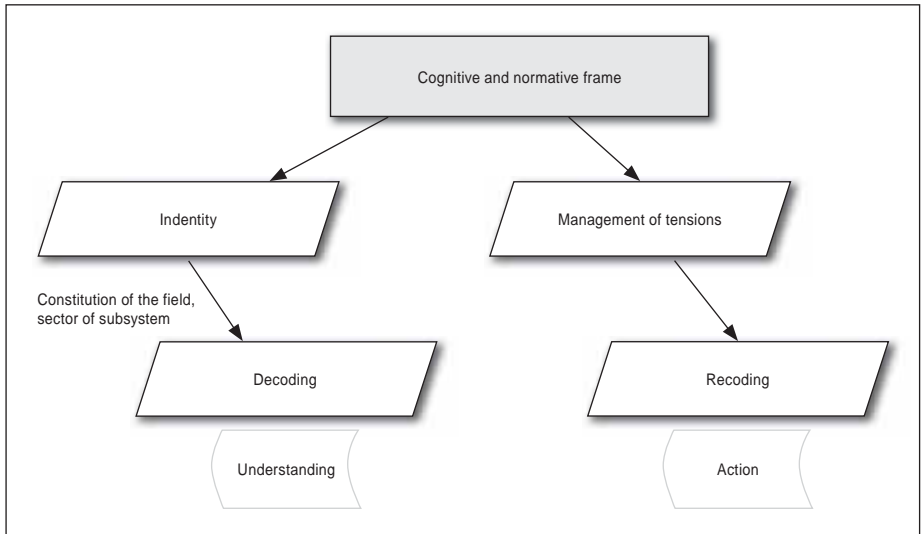 Cognitive and normative frame
Indentity
Management of tensions
Constitution of the field,
sector of subsystem
Decoding
Recoding
Understanding
Action